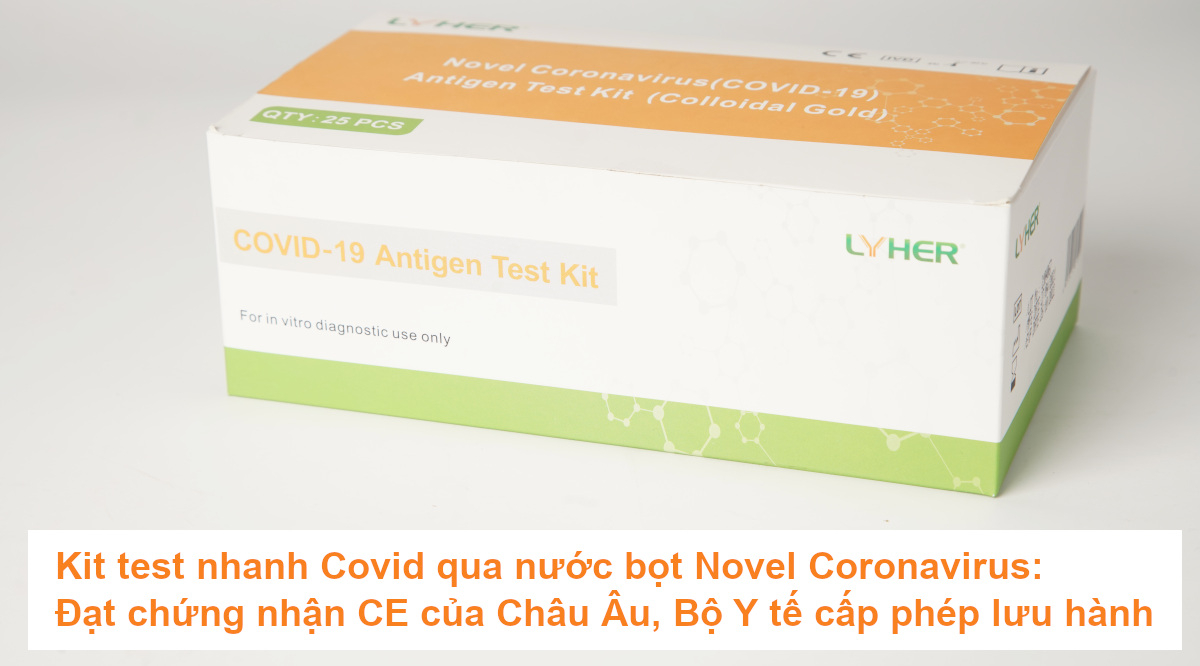 LYHER
Novel Coronavirus(COVID-19)
Antigen Test Kit (Colloidal Gold)
QTY: 25 PCS
COVID-19 Antigen Test Kit
LYHER
LYHER
For in vitro diagnostic use only
Kit test nhanh Covid qua nước bọt Novel Coronavirus:
Đạt chứng nhận CE của Châu Âu, Bộ Y tế cấp phép lưu hành